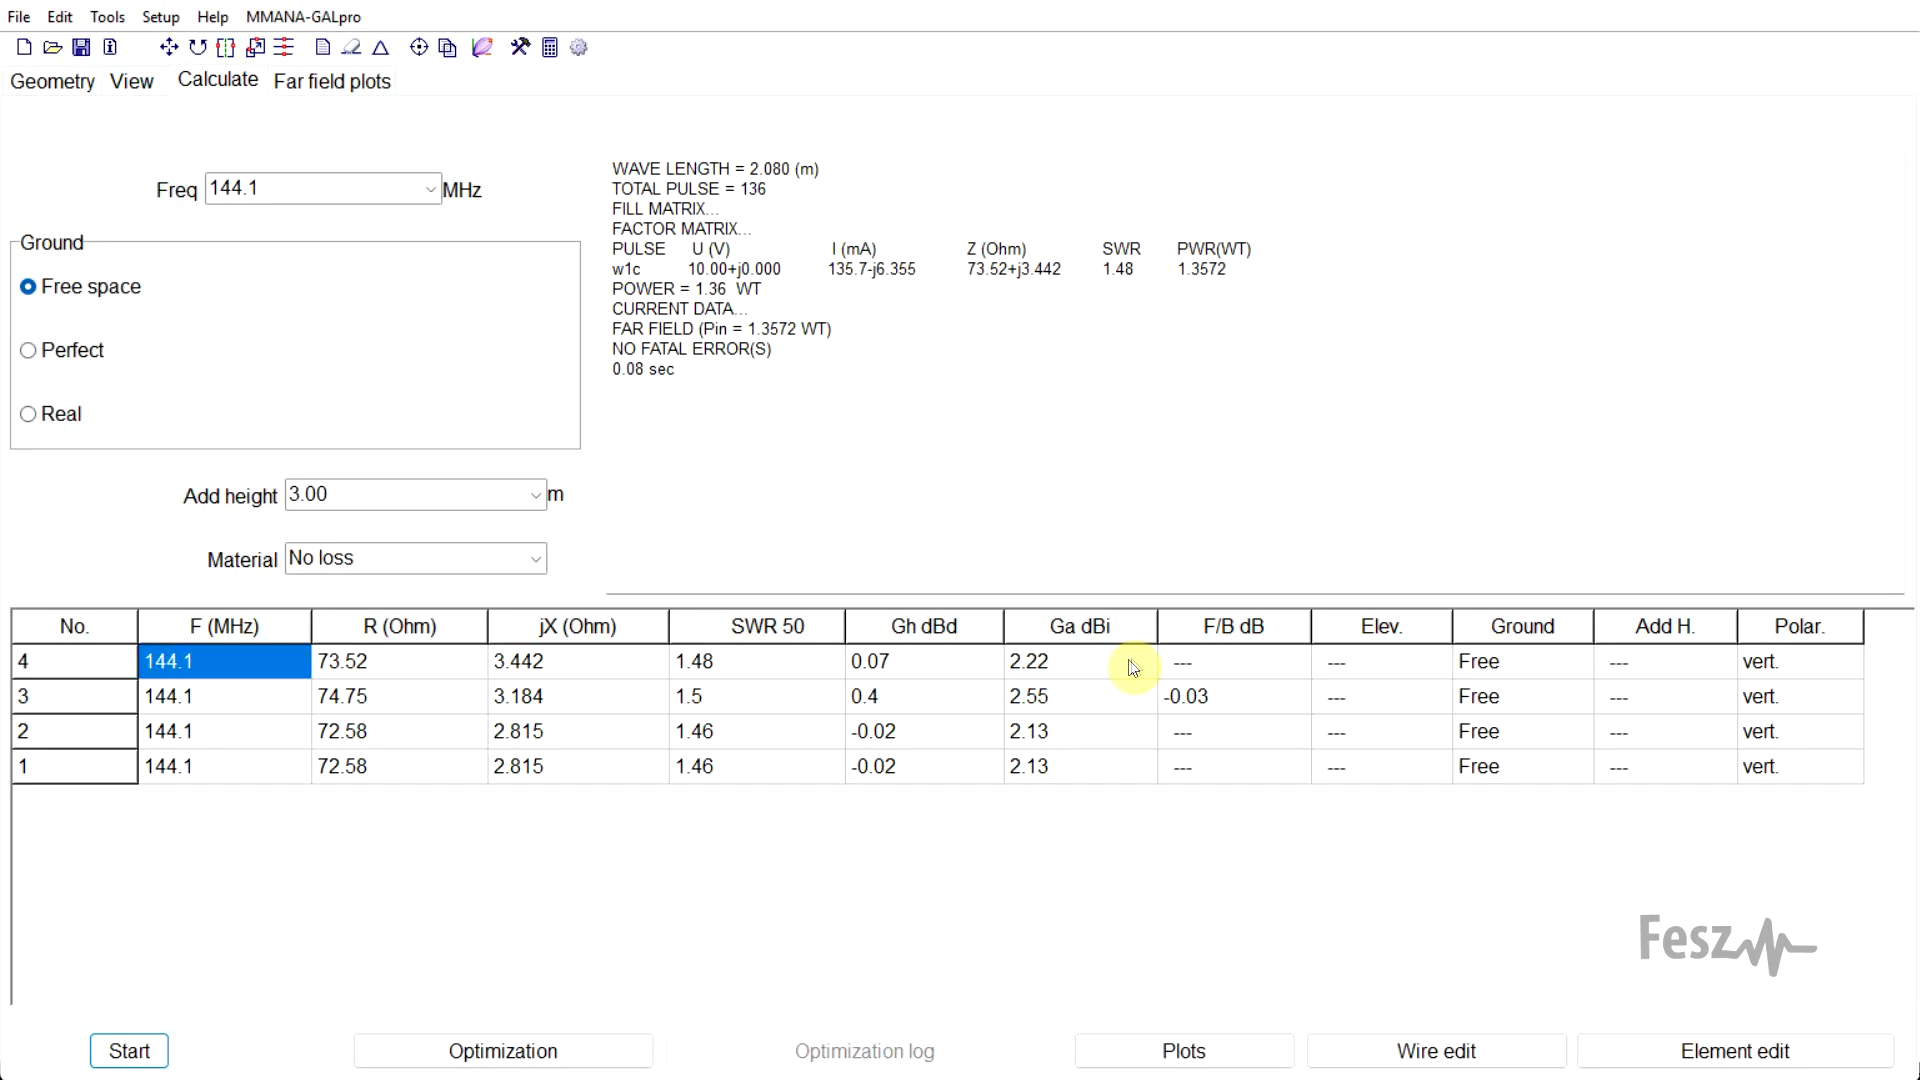 File Edit Tools Setup Help MMANA-GALpro
Geometry View Calculate Far field plots
Freq 144.1 MHz
Ground
Free space
Perfect
Real
Add height 3.00 m
Material No loss
WAVE LENGTH = 2.080 (m)
TOTAL PULSE = 136
FILL MATRIX...
FACTOR MATRIX...
PULSE U (V) I (mA) Z (Ohm) SWR PWR(WT)
w1c 10.00+j0.000 135.7-j6.355 73.52+j3.442 1.48 1.3572
POWER = 1.36 WT
CURRENT DATA...
FAR FIELD (Pin = 1.3572 WT)
NO FATAL ERROR(S)
0.08 sec
No. F (MHz) R (Ohm) jX (Ohm) SWR 50 Gh dBd Ga dBi F/B dB Elev. Ground Add H. Polar.
4 144.1 73.52 3.442 1.48 0.07 2.22 --- --- Free --- vert.
3 144.1 74.75 3.184 1.5 0.4 2.55 -0.03 --- Free --- vert.
2 144.1 72.58 2.815 1.46 -0.02 2.13 --- --- Free --- vert.
1 144.1 72.58 2.815 1.46 -0.02 2.13 --- --- Free --- vert.
Fesz
Start Optimization Optimization log Plots Wire edit Element edit